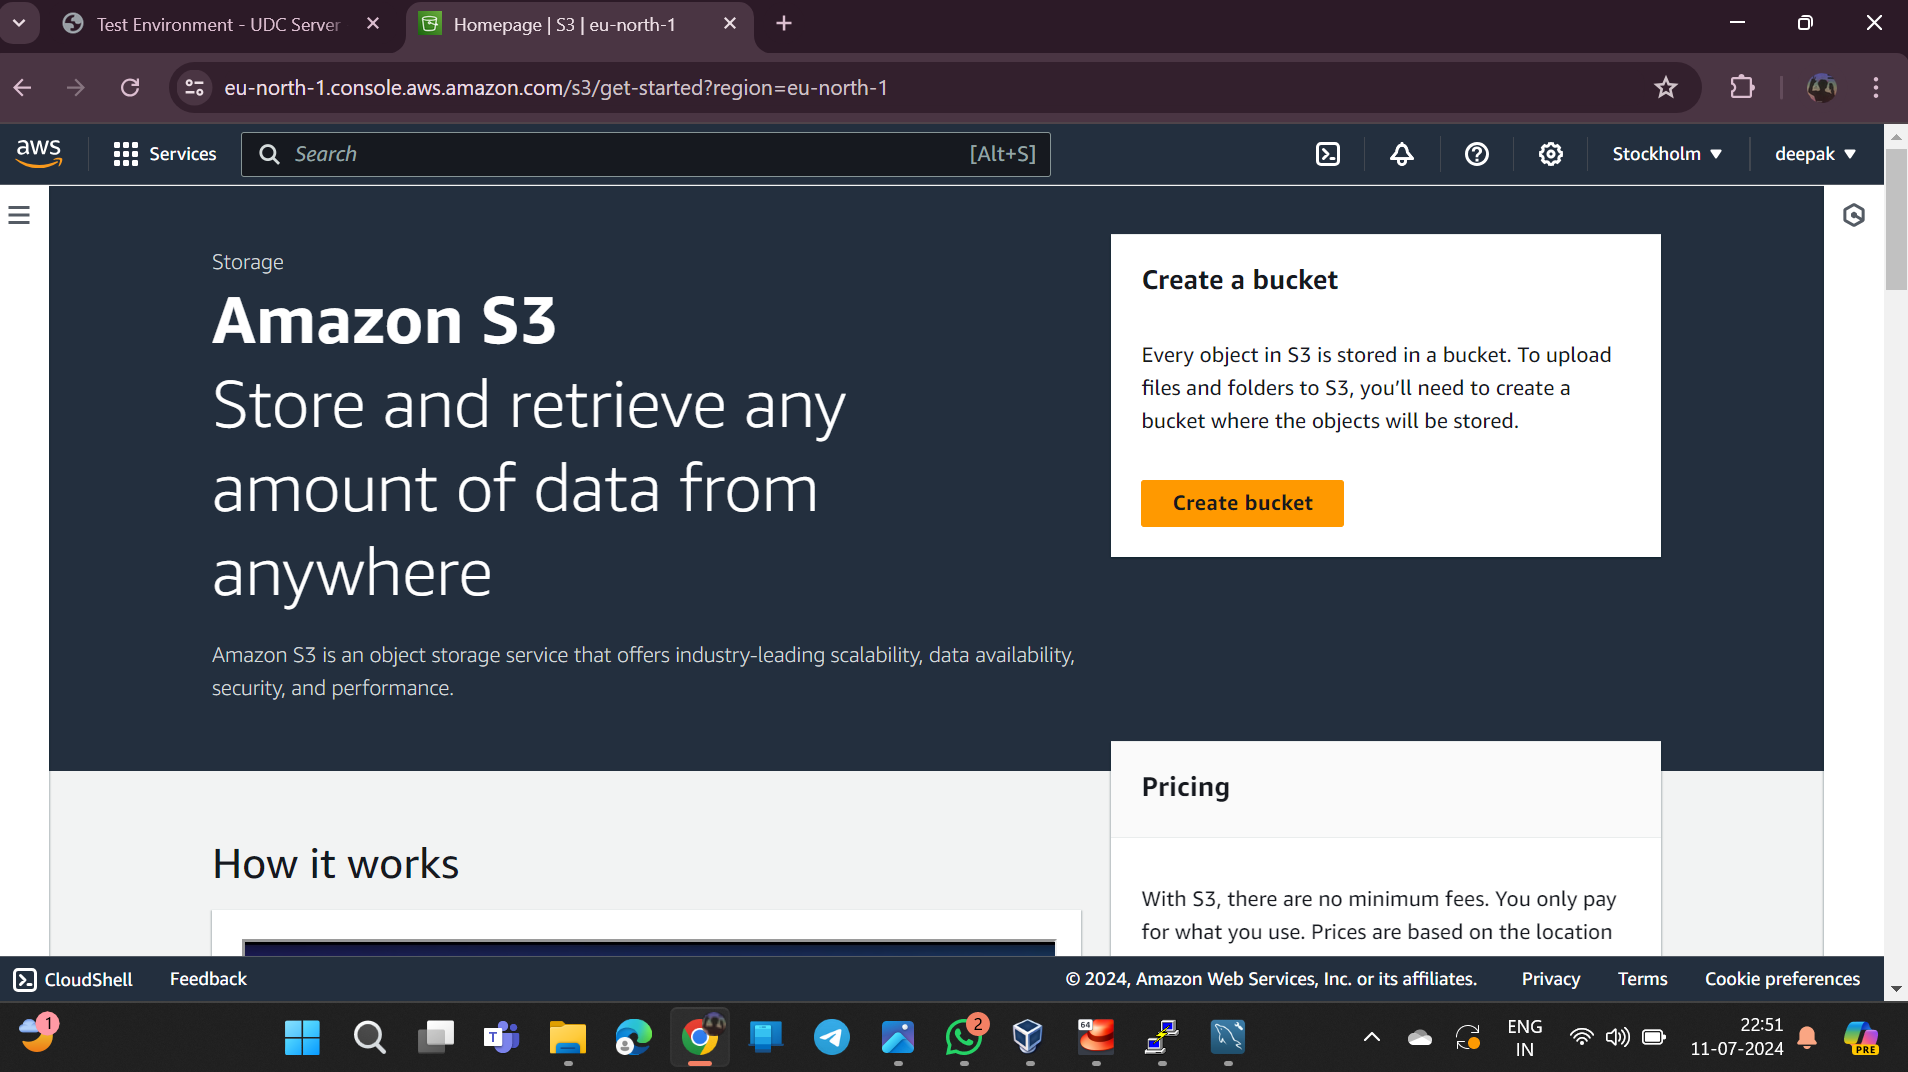 Test Environment - UDC Server
Homepage | S3 | eu-north-1
eu-north-1.console.aws.amazon.com/s3/get-started?region=eu-north-1
aws
Services
Search
[Alt+S]
Stockholm
deepak
Storage
Amazon S3
Store and retrieve any
amount of data from
anywhere
Amazon S3 is an object storage service that offers industry-leading scalability, data availability,
security, and performance.
Create a bucket
Every object in S3 is stored in a bucket. To upload
files and folders to S3, you’ll need to create a
bucket where the objects will be stored.
Create bucket
Pricing
With S3, there are no minimum fees. You only pay
for what you use. Prices are based on the location
How it works
CloudShell
Feedback
© 2024, Amazon Web Services, Inc. or its affiliates.
Privacy
Terms
Cookie preferences
1
T
2
64
ENG
IN
22:51
11-07-2024
PRE